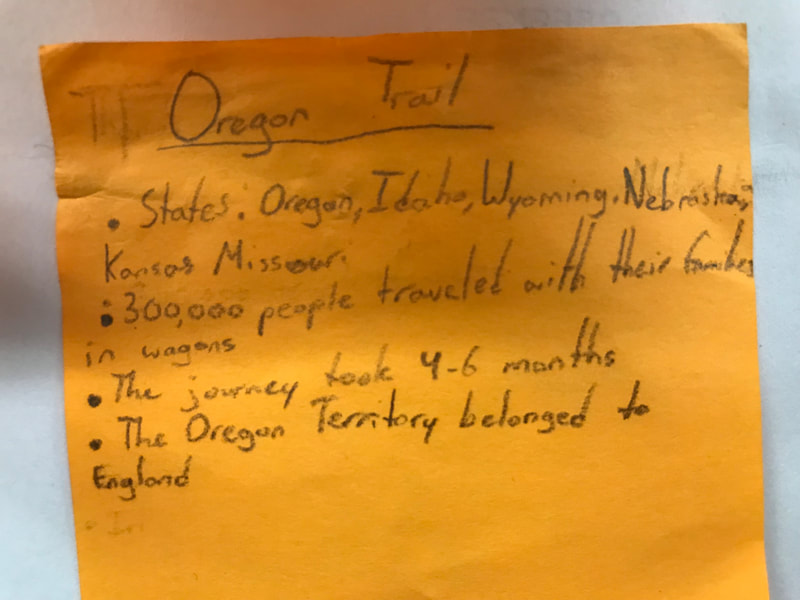 Oregon Trail
• States: Oregon, Idaho, Wyoming. Nebraska,
Kansas Missouri
• 300,000 people traveled with their families
in wagons
• The journey took 4-6 months
• The Oregon Territory belonged to
England
• In